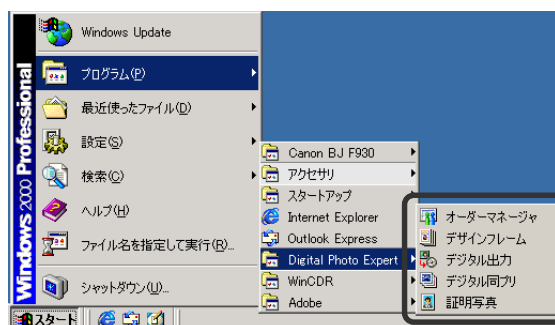 Windows 2000 Professional
Windows Update
プログラム(P)
最近使ったファイル(D)
設定(S)
検索(C)
ヘルプ(H)
ファイル名を指定して実行(R)...
シャットダウン(U)...
スタート
Canon BJ F930
アクセサリ
スタートアップ
Internet Explorer
Outlook Express
Digital Photo Expert
WinCDR
Adobe
オーダーマネージャ
デザインフレーム
デジタル出力
デジタル同プリ
証明写真